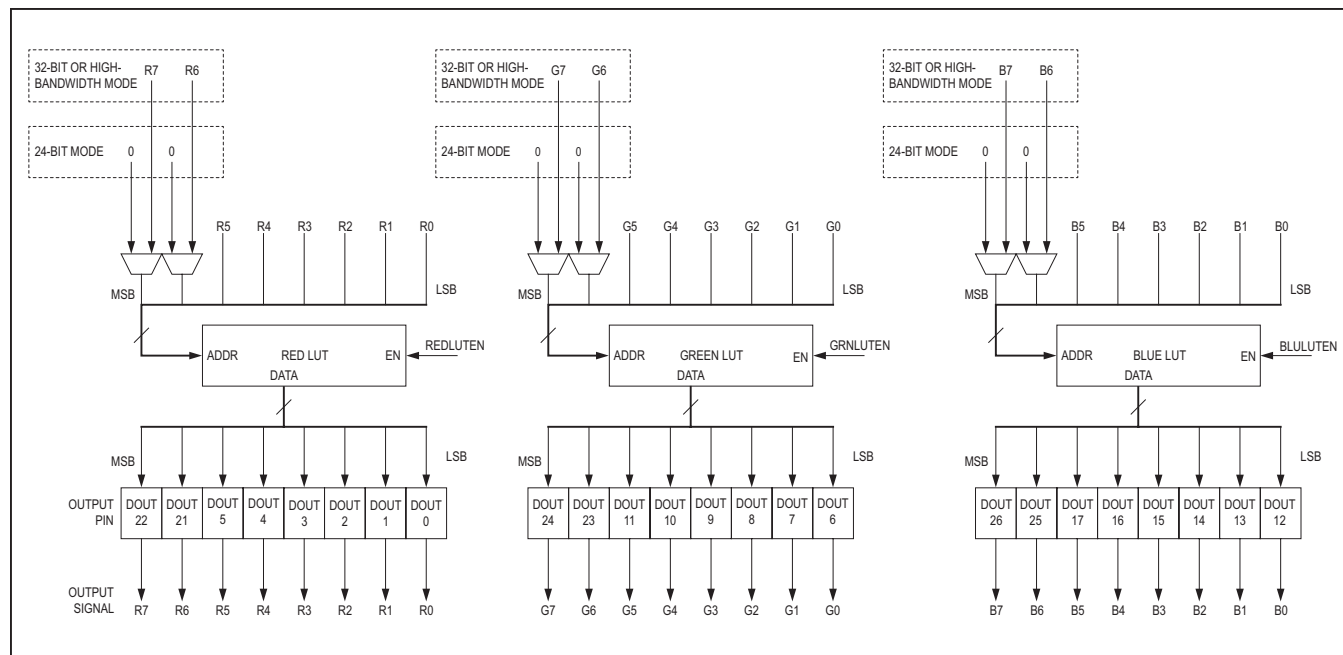 32-BIT OR HIGH-
BANDWIDTH MODE
R7 R6
24-BIT MODE 0 0
R5 R4 R3 R2 R1 R0
MSB LSB
ADDR RED LUT EN REDLUTEN
DATA
MSB LSB
OUTPUT
PIN
DOUT 22
DOUT 21
DOUT 5
DOUT 4
DOUT 3
DOUT 2
DOUT 1
DOUT 0
OUTPUT
SIGNAL
R7 R6 R5 R4 R3 R2 R1 R0
32-BIT OR HIGH-
BANDWIDTH MODE
G7 G6
24-BIT MODE 0 0
G5 G4 G3 G2 G1 G0
MSB LSB
ADDR GREEN LUT EN GRNLUTEN
DATA
MSB LSB
DOUT 24
DOUT 23
DOUT 11
DOUT 10
DOUT 9
DOUT 8
DOUT 7
DOUT 6
G7 G6 G5 G4 G3 G2 G1 G0
32-BIT OR HIGH-
BANDWIDTH MODE
B7 B6
24-BIT MODE 0 0
B5 B4 B3 B2 B1 B0
MSB LSB
ADDR BLUE LUT EN BLULUTEN
DATA
MSB LSB
DOUT 26
DOUT 25
DOUT 17
DOUT 16
DOUT 15
DOUT 14
DOUT 13
DOUT 12
B7 B6 B5 B4 B3 B2 B1 B0